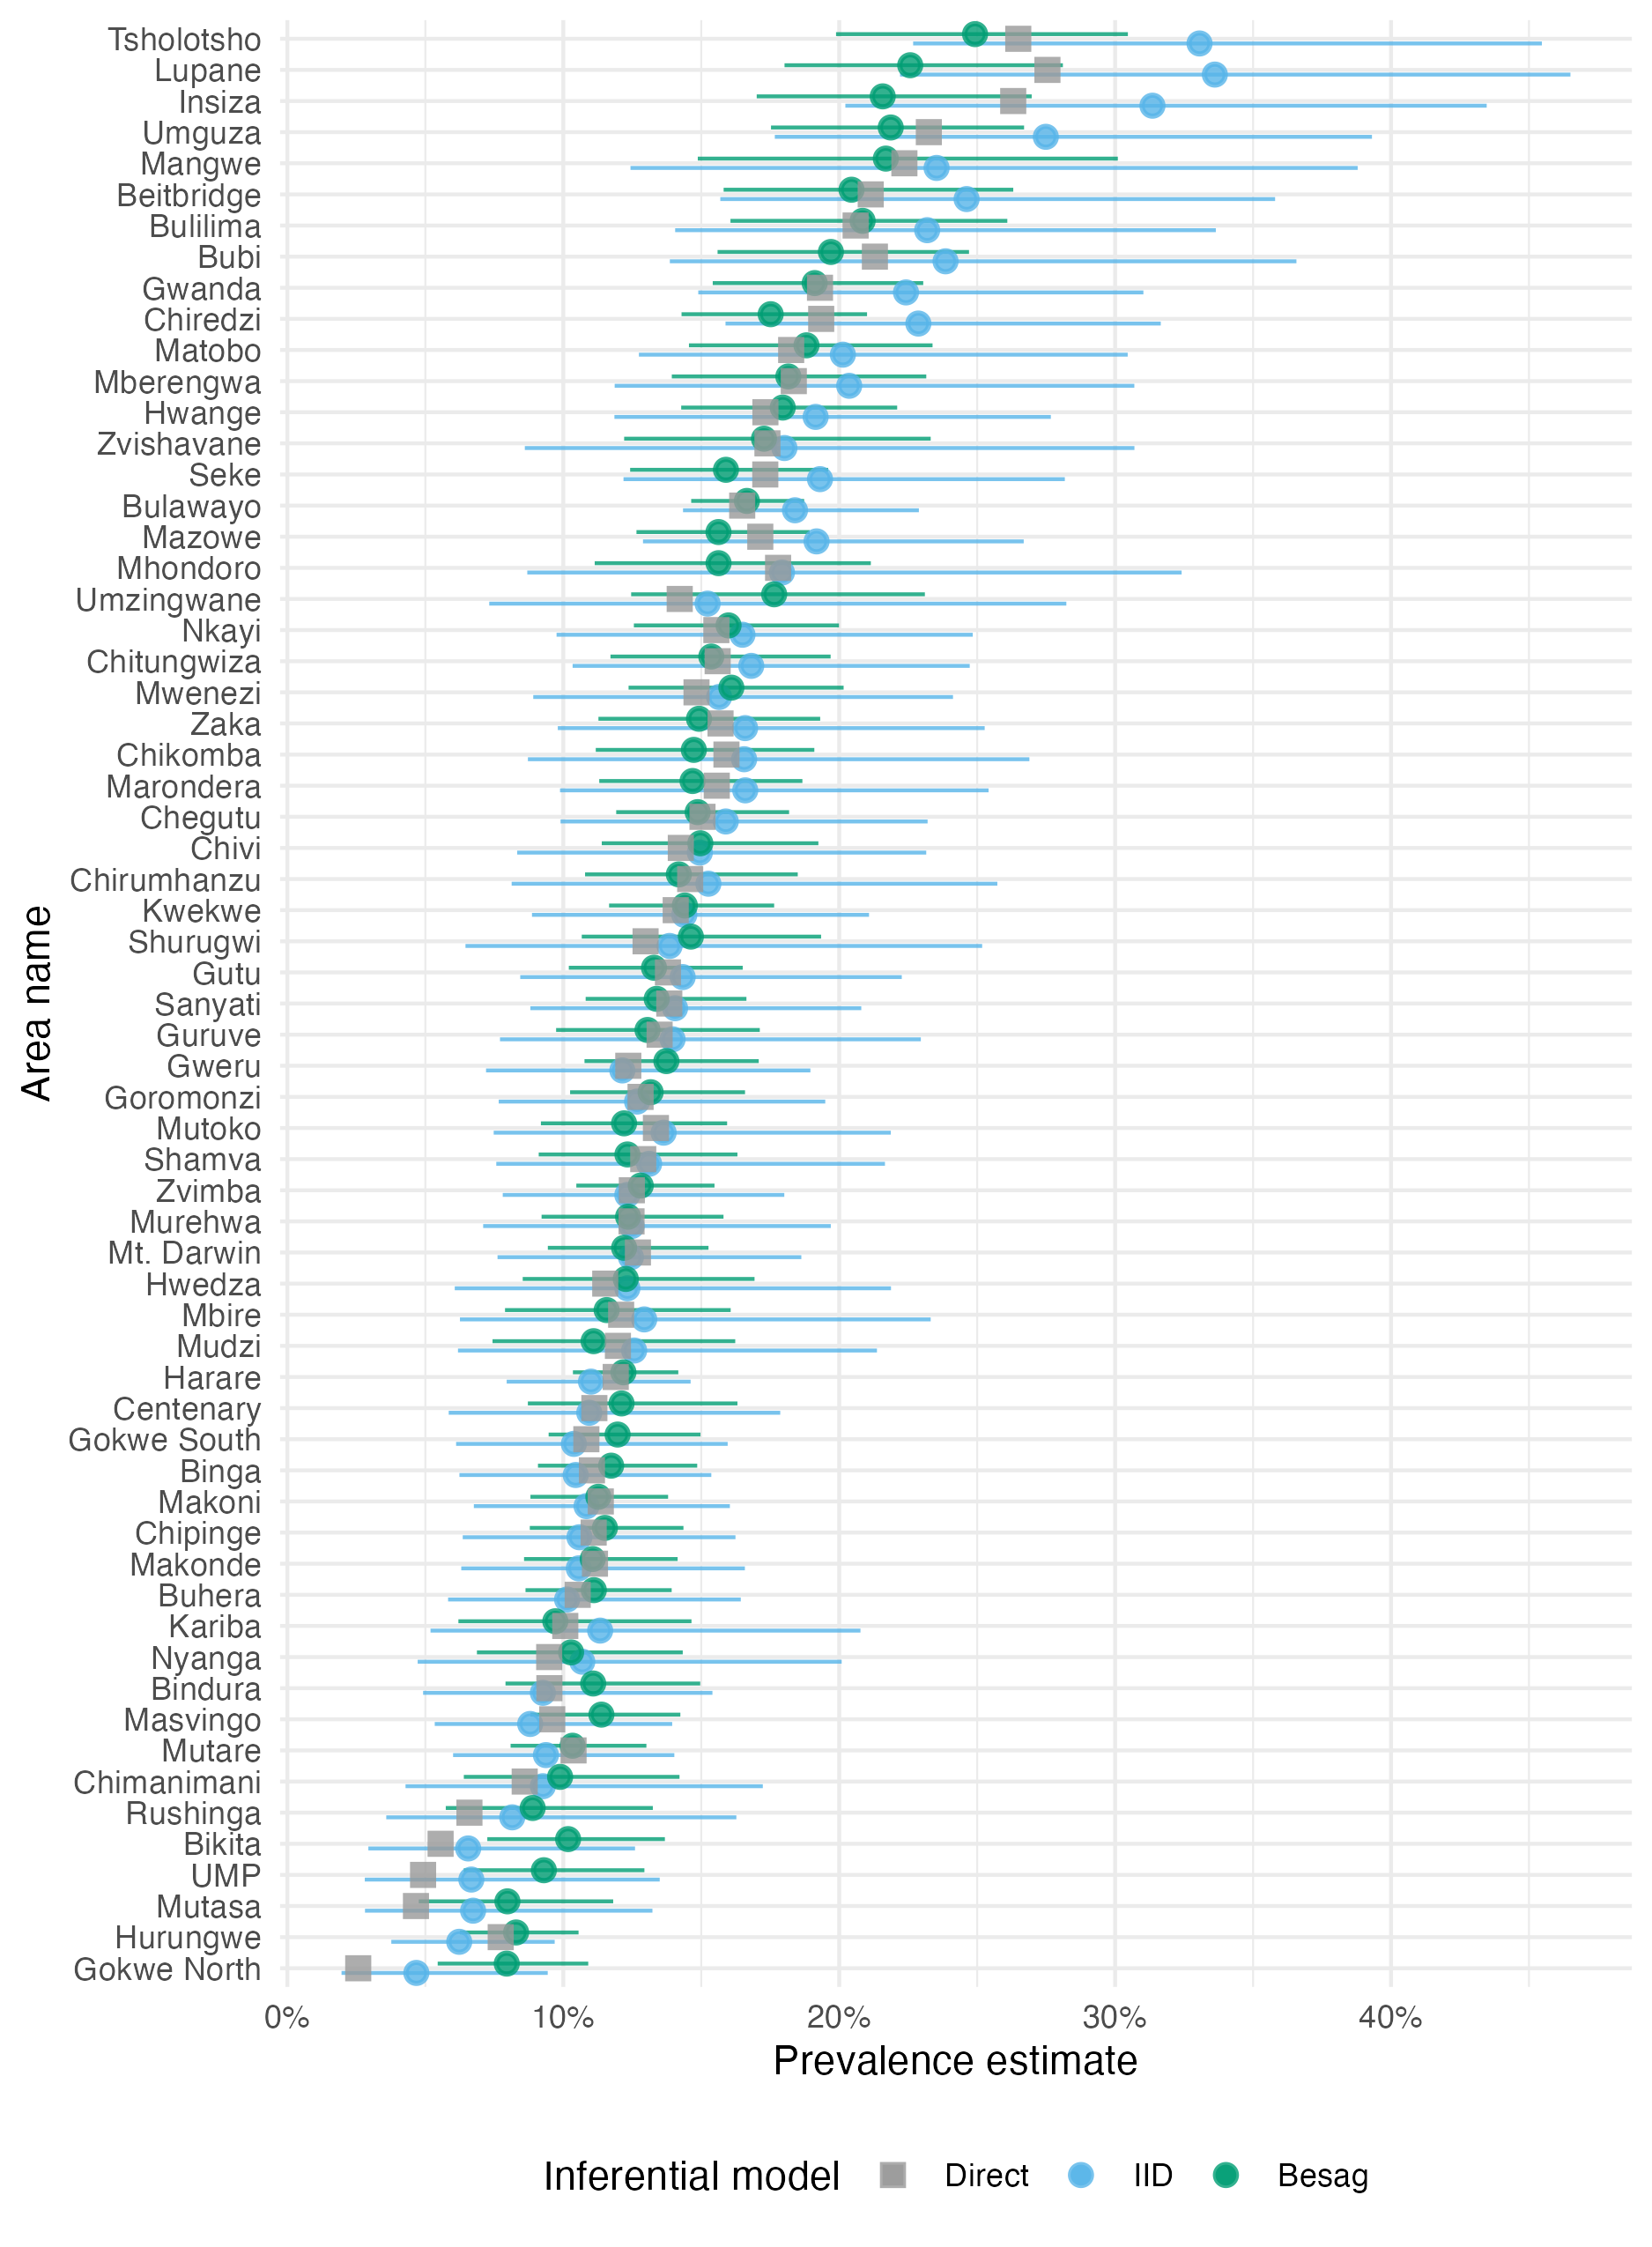 Tsholotsho
Lupane
Insiza
Umguza
Mangwe
Beitbridge
Bulilima
Bubi
Gwanda
Chiredzi
Matobo
Mberengwa
Hwange
Zvishavane
Seke
Bulawayo
Mazowe
Mhondoro
Umzingwane
Nkayi
Chitungwiza
Mwenezi
Zaka
Chikomba
Marondera
Chegutu
Chivi
Chirumhanzu
Kwekwe
Shurugwi
Gutu
Sanyati
Guruve
Gweru
Goromonzi
Mutoko
Shamva
Zvimba
Murehwa
Mt. Darwin
Hwedza
Mbire
Mudzi
Harare
Centenary
Gokwe South
Binga
Makoni
Chipinge
Makonde
Buhera
Kariba
Nyanga
Bindura
Masvingo
Mutare
Chimanimani
Rushinga
Bikita
UMP
Mutasa
Hurungwe
Gokwe North
Area name
0% 10% 20% 30% 40%
Prevalence estimate
Inferential model Direct IID Besag